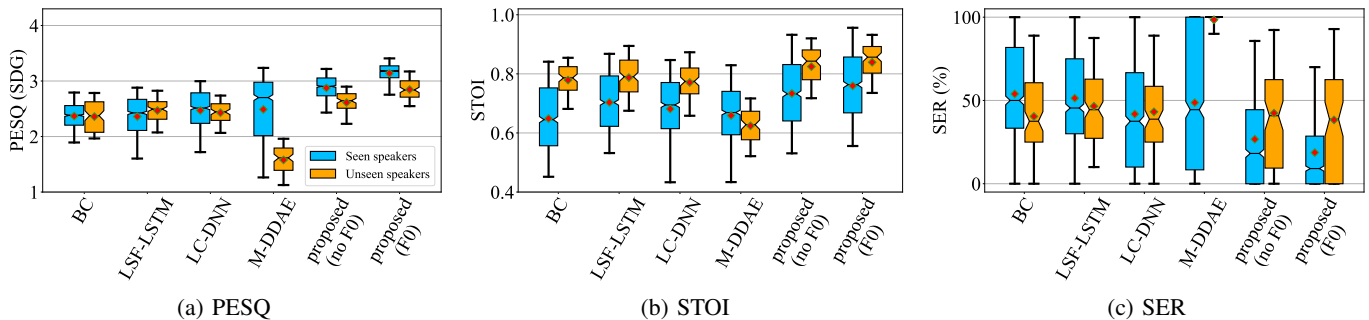 4
3
2
1
PESQ (SDG)
Seen speakers
Unseen speakers
BC
LSF-LSTM
LC-DNN
M-DDAE
proposed
(no F0)
proposed
(F0)
(a) PESQ
1.0
0.8
0.6
0.4
STOI
BC
LSF-LSTM
LC-DNN
M-DDAE
proposed
(no F0)
proposed
(F0)
(b) STOI
100
50
0
SER (%)
BC
LSF-LSTM
LC-DNN
M-DDAE
proposed
(no F0)
proposed
(F0)
(c) SER